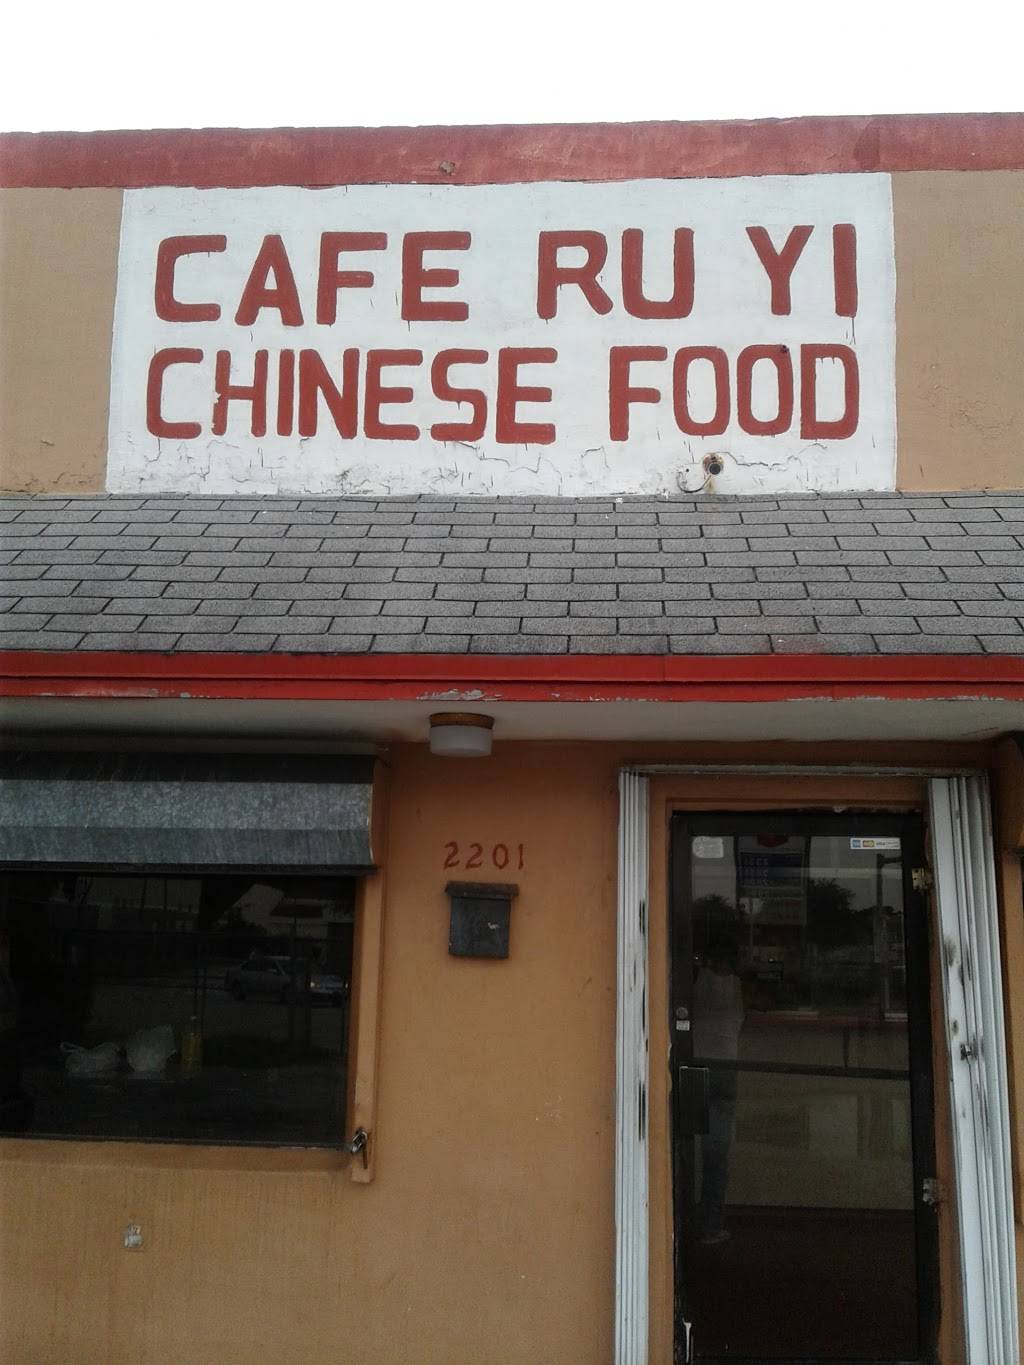 CAFE RU YI
CHINESE FOOD
2201